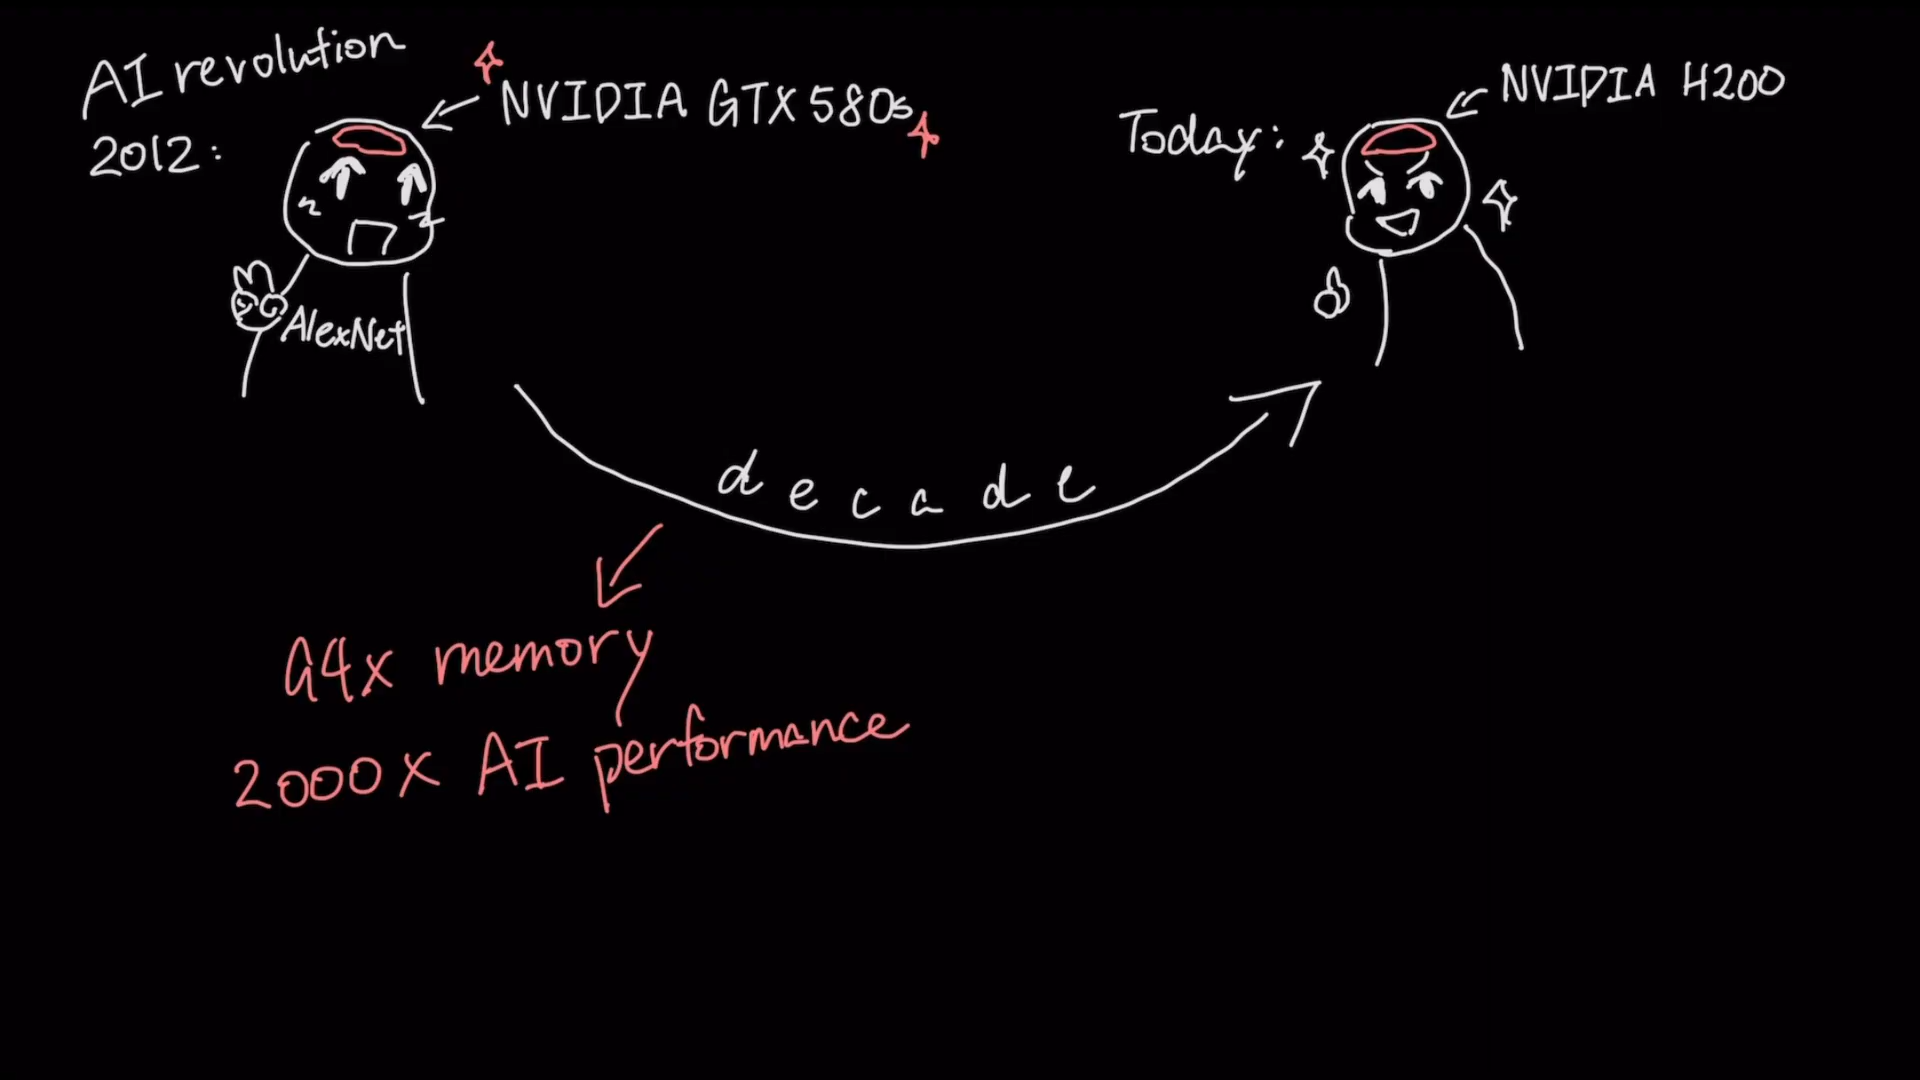 AI revolution
2012:
NVIDIA GTX 580s
AlexNet
Today:
NVIDIA H200
decade
94x memory
2000x AI performance